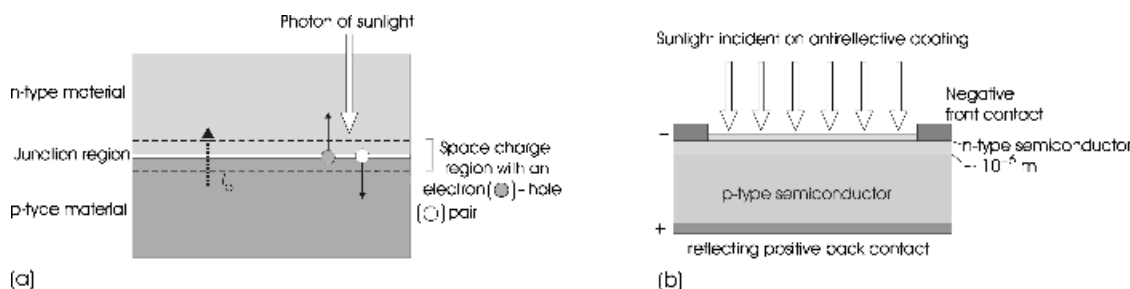 Photon of sunlight
n-type material
Junction region
p-type material
Space charge
region with an
electron(  )- hole
(  ) pair
(a)
Sunlight incident on antireflective coating
Negative
front contact
−
n-type semiconductor
p-type semiconductor
+
reflecting positive back contact
(b)